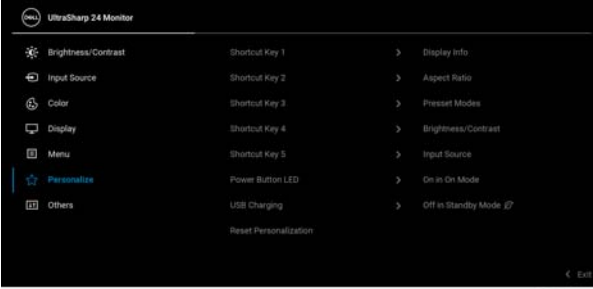 DELL UltraSharp 24 Monitor
Brightness/Contrast Shortcut Key 1 > Display Info
Input Source Shortcut Key 2 > Aspect Ratio
Color Shortcut Key 3 > Presset Modes
Display Shortcut Key 4 > Brightness/Contrast
Menu Shortcut Key 5 > Input Source
Personalize Power Button LED > On in On Mode
Others USB Charging > Off in Standby Mode
Reset Personalization
< Exit